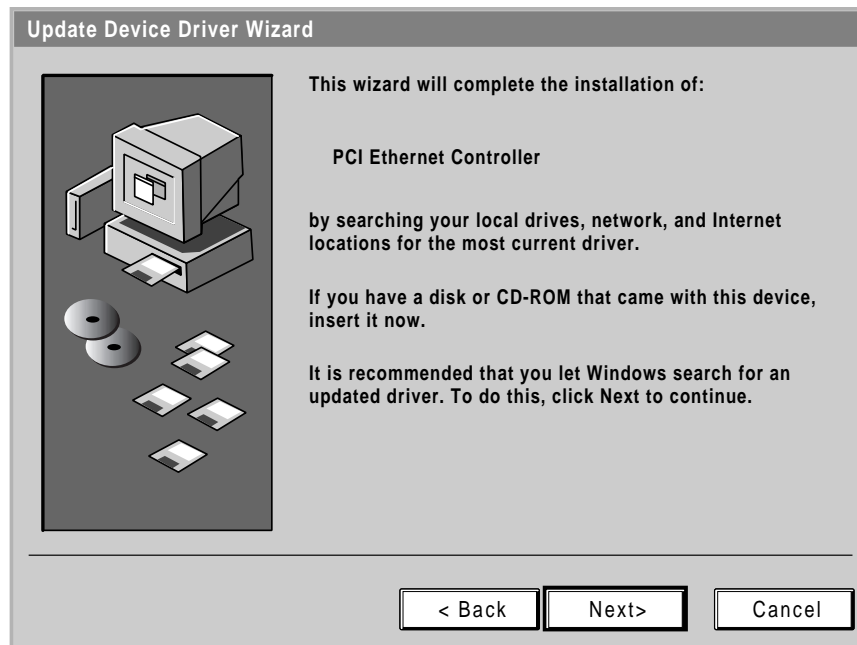 Update Device Driver Wizard
This wizard will complete the installation of:
PCI Ethernet Controller
by searching your local drives, network, and Internet
locations for the most current driver.
If you have a disk or CD-ROM that came with this device,
insert it now.
It is recommended that you let Windows search for an
updated driver. To do this, click Next to continue.
< Back Next> Cancel